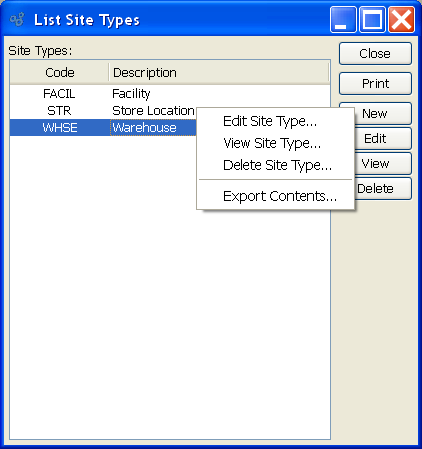 List Site Types
Site Types:
Close
Code Description
Print
FACIL Facility
STR Store Location
New
WHSE Warehouse
Edit Site Type...
Edit
View Site Type...
View
Delete Site Type...
Delete
Export Contents...